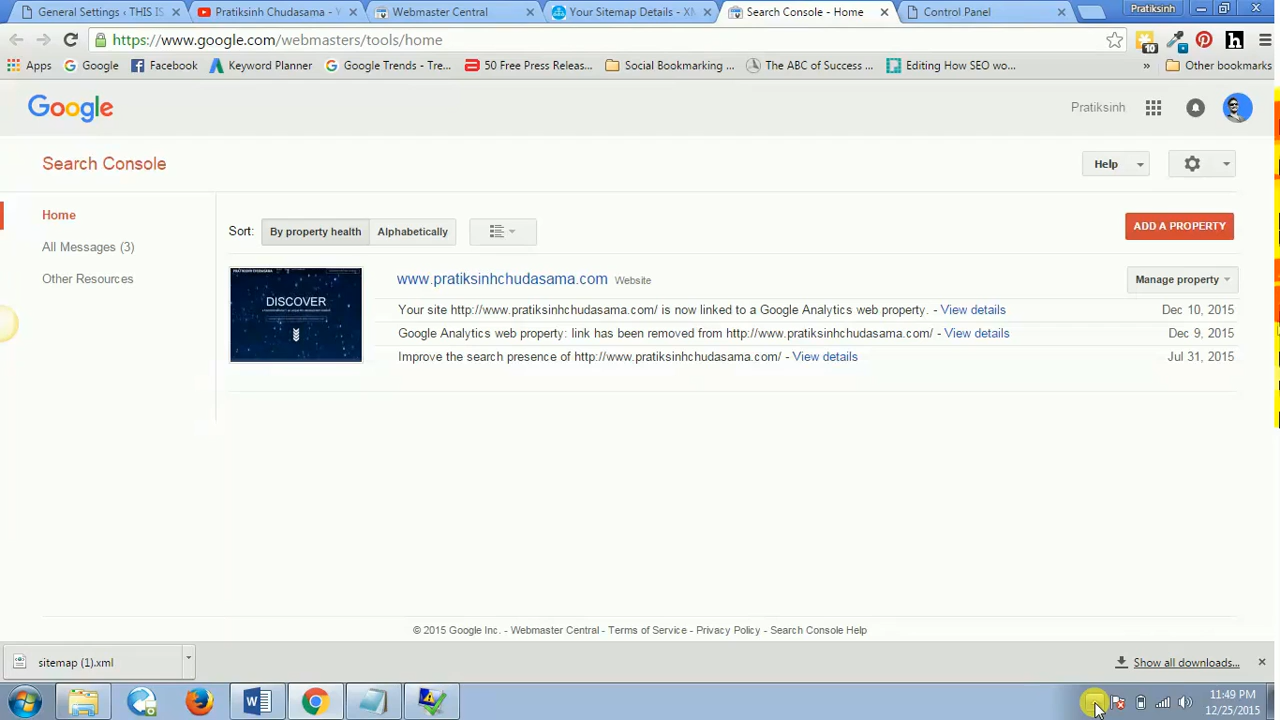 General Settings ‹ THIS IS
Pratiksinh Chudasama - Y
Webmaster Central
Your Sitemap Details - XM
Search Console - Home
Control Panel
Pratiksinh
https://www.google.com/webmasters/tools/home
10
Apps
Google
Facebook
Keyword Planner
Google Trends - Tre...
50 Free Press Releas...
Social Bookmarking ...
The ABC of Success ...
Editing How SEO wo...
»
Other bookmarks
Google
Pratiksinh
Search Console
Help
Home
All Messages (3)
Other Resources
Sort:
By property health
Alphabetically
ADD A PROPERTY
DISCOVER
www.pratiksinhchudasama.com Website
Manage property
Your site http://www.pratiksinhchudasama.com/ is now linked to a Google Analytics web property. - View details
Dec 10, 2015
Google Analytics web property: link has been removed from http://www.pratiksinhchudasama.com/ - View details
Dec 9, 2015
Improve the search presence of http://www.pratiksinhchudasama.com/ - View details
Jul 31, 2015
© 2015 Google Inc. - Webmaster Central - Terms of Service - Privacy Policy - Search Console Help
sitemap (1).xml
Show all downloads...
11:49 PM
12/25/2015